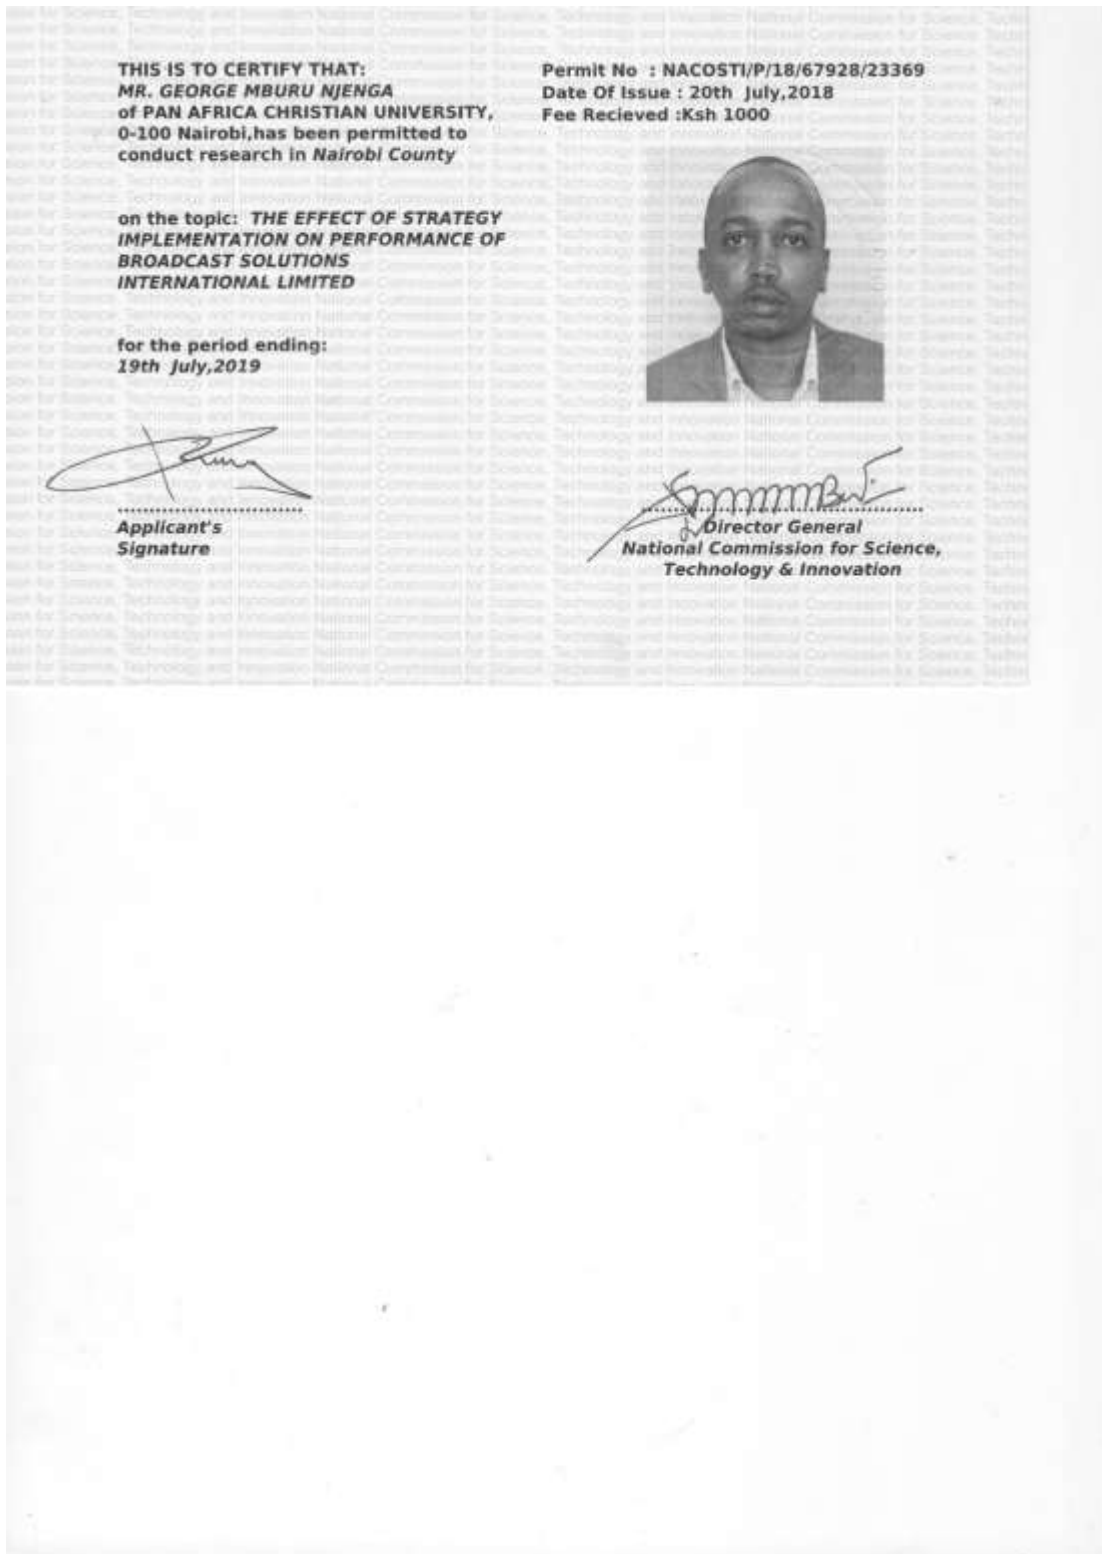 THIS IS TO CERTIFY THAT:
MR. GEORGE MBURU NJENGA
of PAN AFRICA CHRISTIAN UNIVERSITY,
0-100 Nairobi,has been permitted to
conduct research in Nairobi County
on the topic: THE EFFECT OF STRATEGY
IMPLEMENTATION ON PERFORMANCE OF
BROADCAST SOLUTIONS
INTERNATIONAL LIMITED
for the period ending:
19th July,2019
Applicant's
Signature
Permit No : NACOSTI/P/18/67928/23369
Date Of Issue : 20th July,2018
Fee Recieved :Ksh 1000
Director General
National Commission for Science,
Technology & Innovation